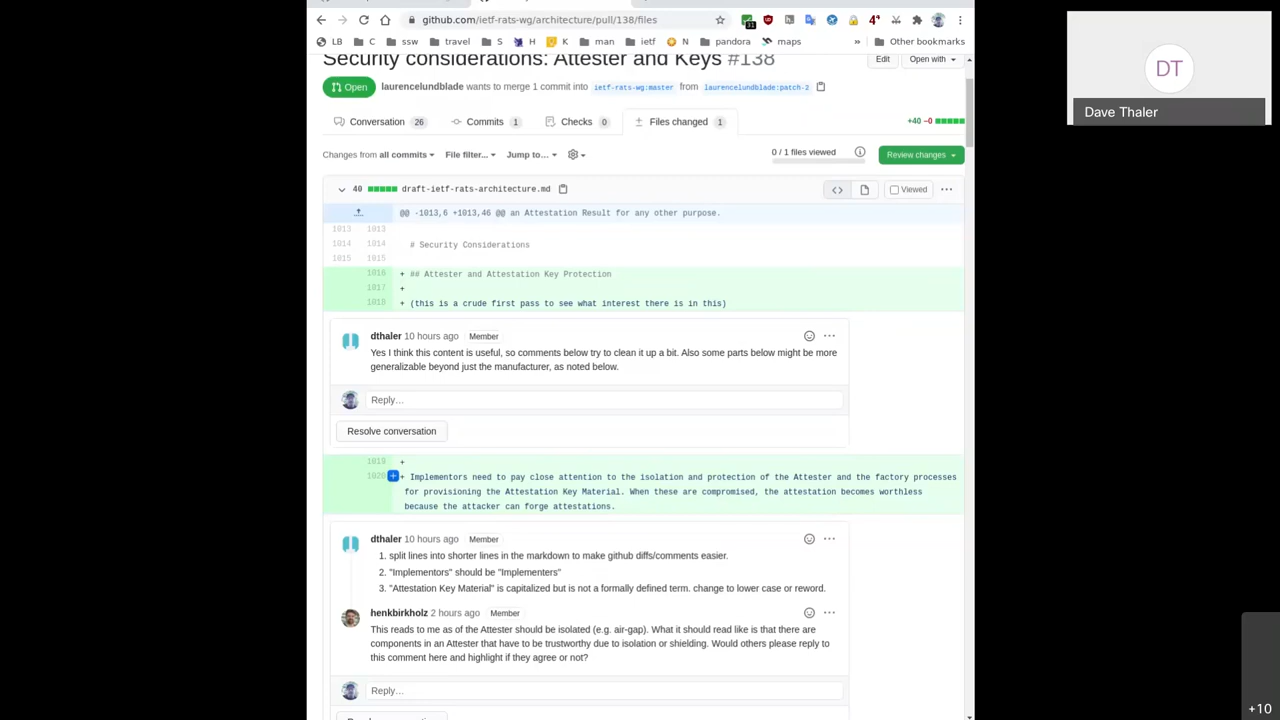 github.com/ietf-rats-wg/architecture/pull/138/files
LB C ssw travel S H K man ietf N pandora maps » Other bookmarks
Security considerations: Attester and Keys #138
Edit Open with
Open laurencelundblade wants to merge 1 commit into ietf-rats-wg:master from laurencelundblade:patch-2
Conversation 26 Commits 1 Checks 0 Files changed 1 +40 −0
Changes from all commits File filter... Jump to... 0 / 1 files viewed Review changes
40 draft-ietf-rats-architecture.md Viewed
@@ -1013,6 +1013,46 @@ an Attestation Result for any other purpose.
1013 1013
1014 1014 # Security Considerations
1015 1015
1016 + ## Attester and Attestation Key Protection
1017 +
1018 + (this is a crude first pass to see what interest there is in this)
dthaler 10 hours ago Member
Yes I think this content is useful, so comments below try to clean it up a bit. Also some parts below might be more
generalizable beyond just the manufacturer, as noted below.
Reply…
Resolve conversation
1019 +
1020 + Implementors need to pay close attention to the isolation and protection of the Attester and the factory processes
for provisioning the Attestation Key Material. When these are compromised, the attestation becomes worthless
because the attacker can forge attestations.
dthaler 10 hours ago Member
1. split lines into shorter lines in the markdown to make github diffs/comments easier.
2. "Implementors" should be "Implementers"
3. "Attestation Key Material" is capitalized but is not a formally defined term. change to lower case or reword.
henkbirkholz 2 hours ago Member
This reads to me as of the Attester should be isolated (e.g. air-gap). What it should read like is that there are
components in an Attester that have to be trustworthy due to isolation or shielding. Would others please reply to
this comment here and highlight if they agree or not?
Reply…
DT
Dave Thaler
+10